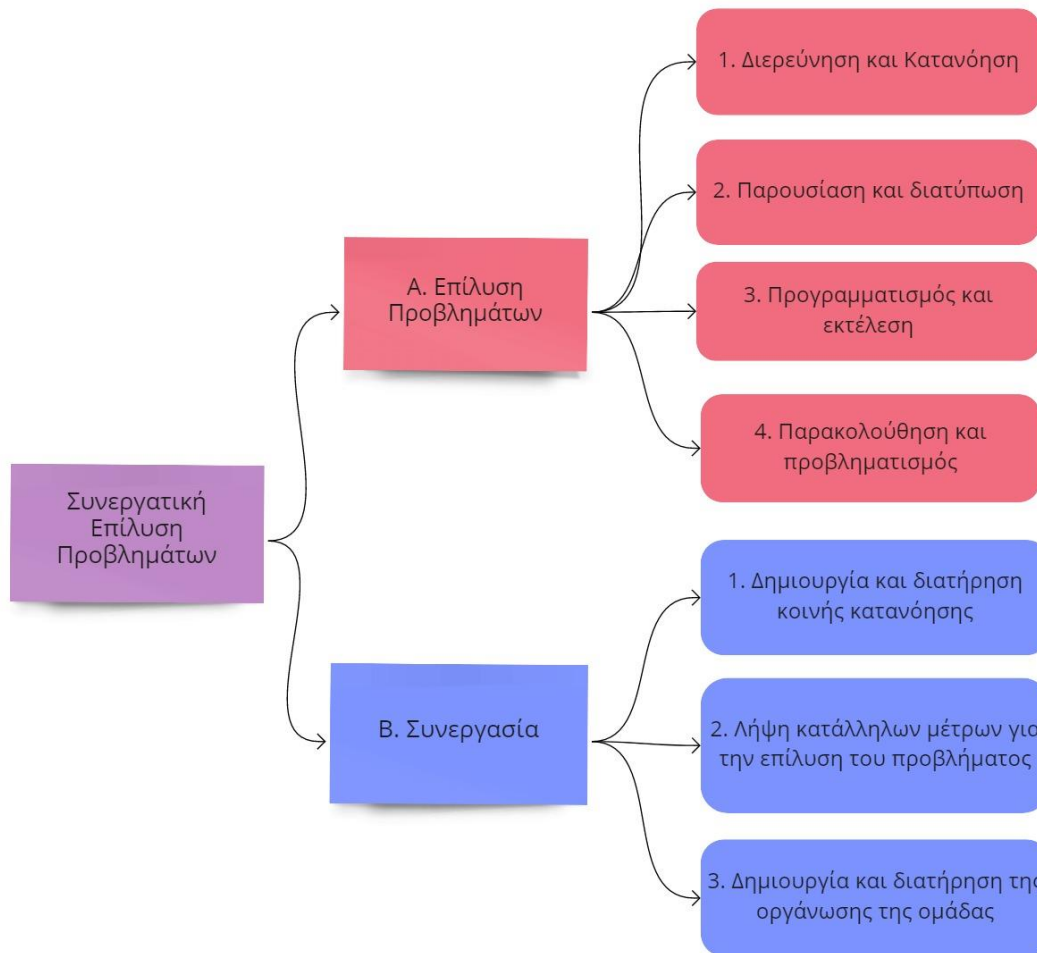 Συνεργατική
Επίλυση
Προβλημάτων
Α. Επίλυση
Προβλημάτων
1. Διερεύνηση και Κατανόηση
2. Παρουσίαση και διατύπωση
3. Προγραμματισμός και
εκτέλεση
4. Παρακολούθηση και
προβληματισμός
Β. Συνεργασία
1. Δημιουργία και διατήρηση
κοινής κατανόησης
2. Λήψη κατάλληλων μέτρων για
την επίλυση του προβλήματος
3. Δημιουργία και διατήρηση της
οργάνωσης της ομάδας